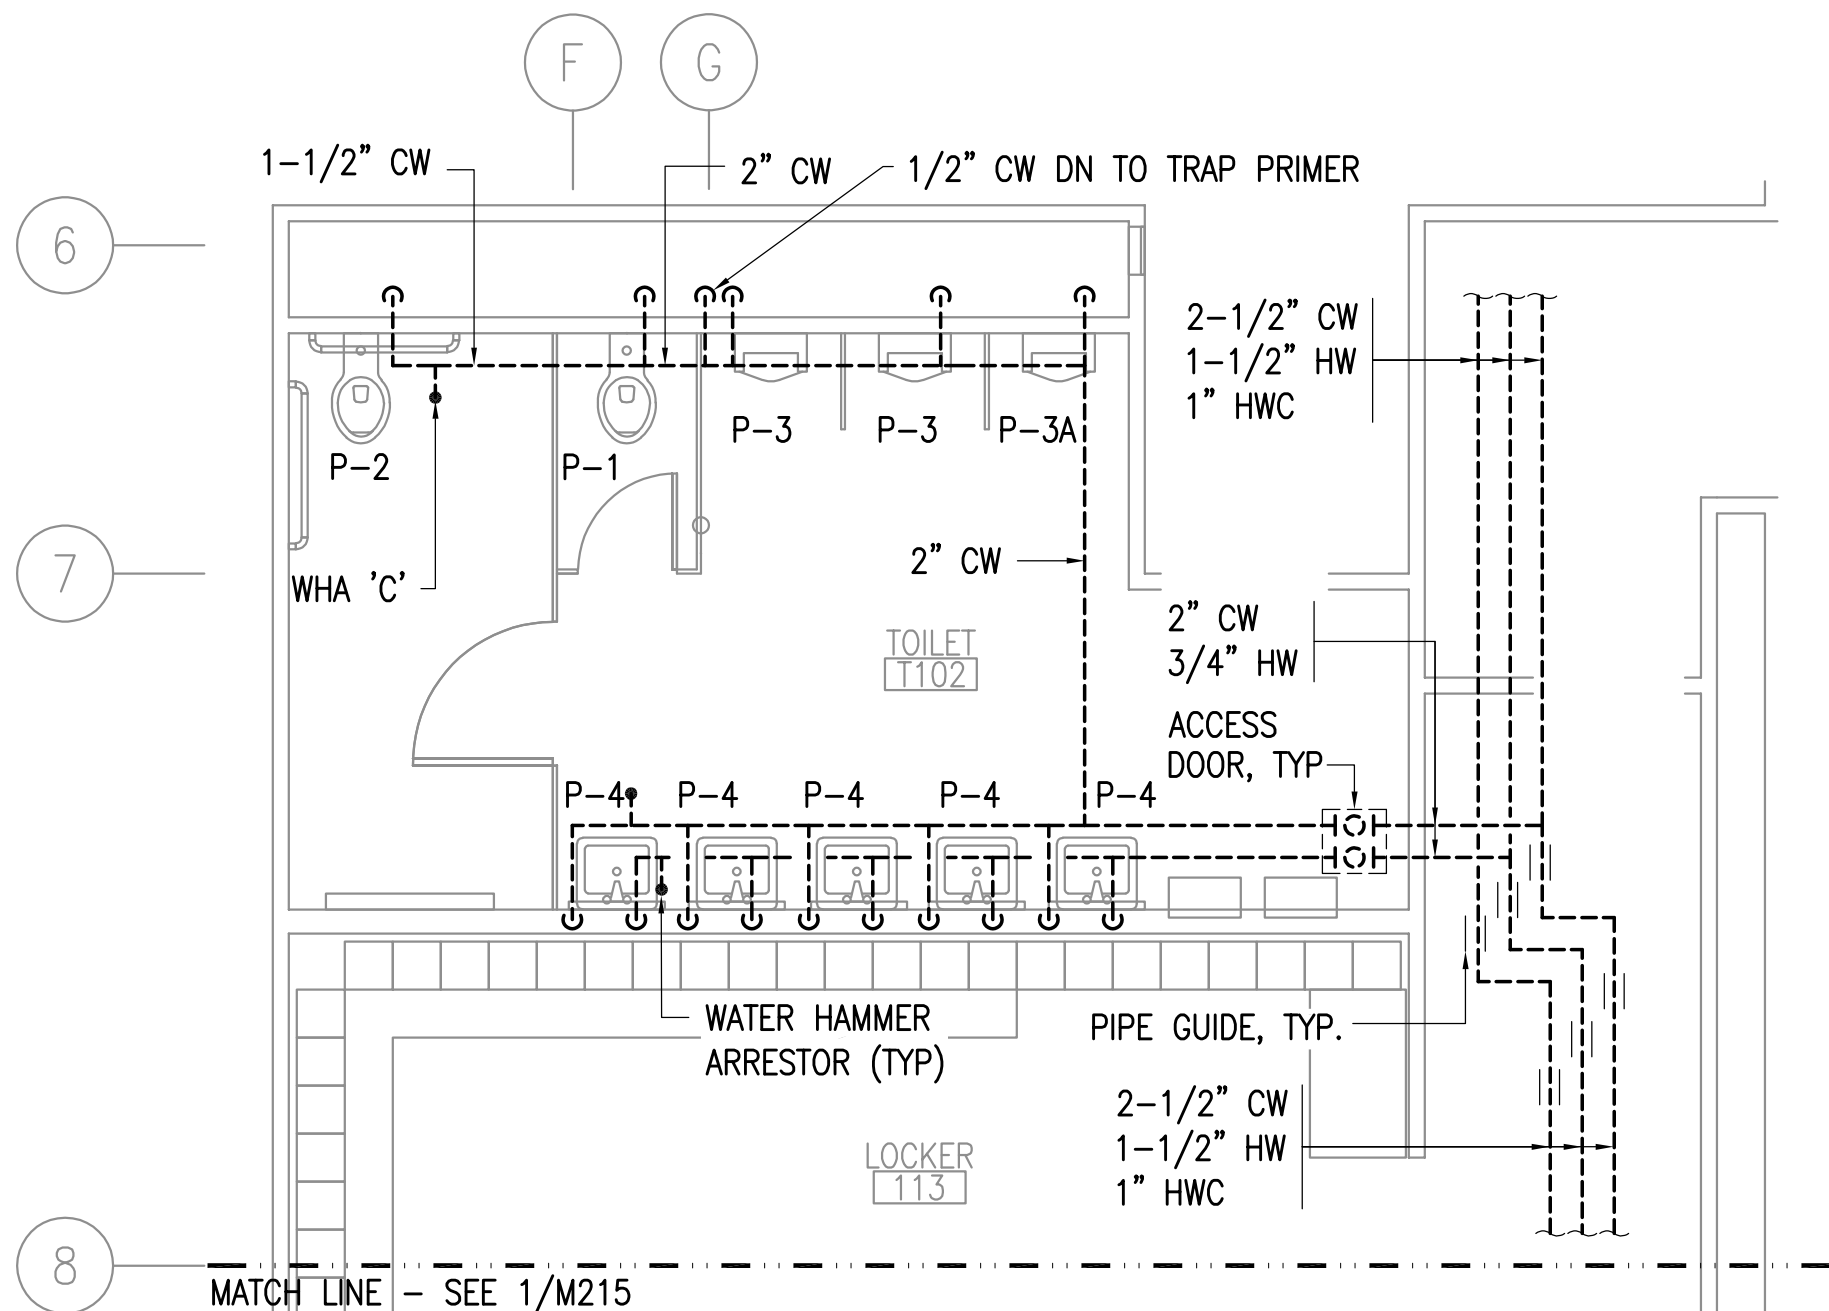 F
G
1-1/2" CW
2" CW
1/2" CW DN TO TRAP PRIMER
6
2-1/2" CW
1-1/2" HW
1" HWC
P-3
P-3
P-3A
P-2
P-1
7
WHA 'C'
2" CW
2" CW
3/4" HW
TOILET
T102
ACCESS
DOOR, TYP
P-4
P-4
P-4
P-4
P-4
WATER HAMMER
ARRESTOR (TYP)
PIPE GUIDE, TYP.
2-1/2" CW
1-1/2" HW
1" HWC
LOCKER
113
8
MATCH LINE - SEE 1/M215